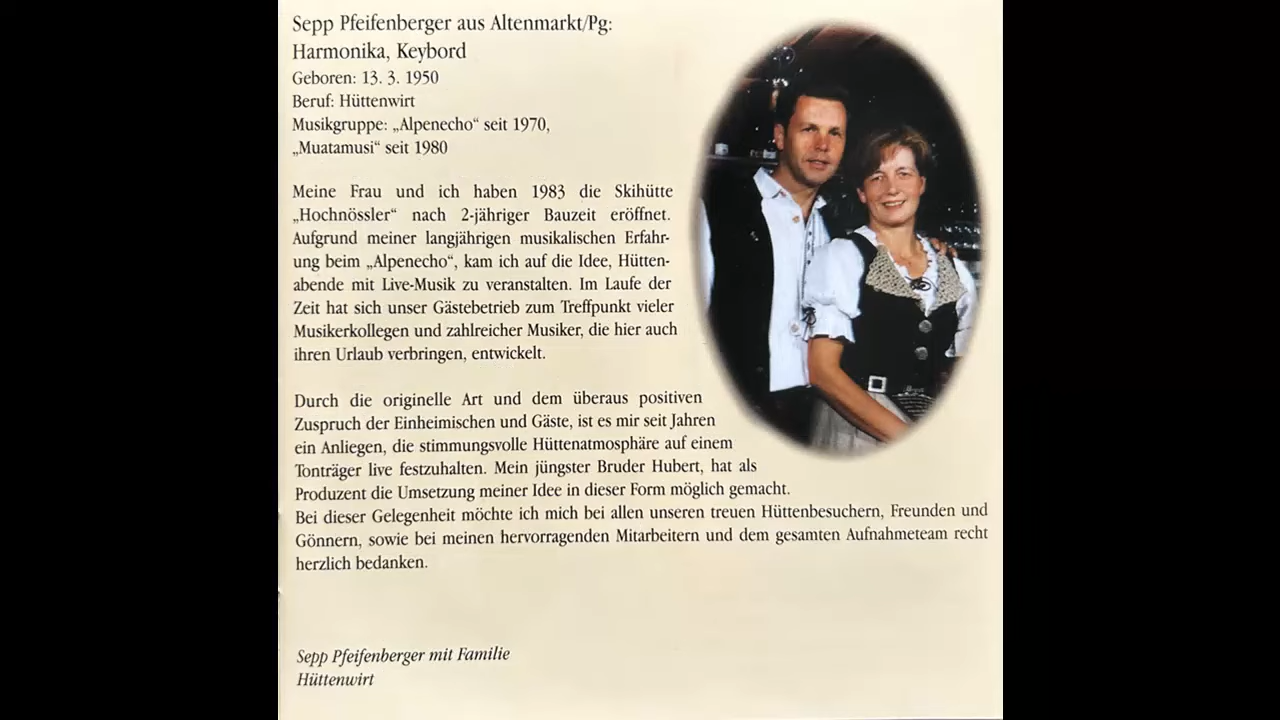 Sepp Pfeifenberger aus Altenmarkt/Pg:
Harmonika, Keybord
Geboren: 13. 3. 1950
Beruf: Hüttenwirt
Musikgruppe: „Alpenecho“ seit 1970,
„Muatamusi“ seit 1980
Meine Frau und ich haben 1983 die Skihütte
„Hochnössler“ nach 2-jähriger Bauzeit eröffnet.
Aufgrund meiner langjährigen musikalischen Erfahr-
ung beim „Alpenecho“, kam ich auf die Idee, Hütten-
abende mit Live-Musik zu veranstalten. Im Laufe der
Zeit hat sich unser Gästebetrieb zum Treffpunkt vieler
Musikerkollegen und zahlreicher Musiker, die hier auch
ihren Urlaub verbringen, entwickelt.
Durch die originelle Art und dem überaus positiven
Zuspruch der Einheimischen und Gäste, ist es mir seit Jahren
ein Anliegen, die stimmungsvolle Hüttenatmosphäre auf einem
Tonträger live festzuhalten. Mein jüngster Bruder Hubert, hat als
Produzent die Umsetzung meiner Idee in dieser Form möglich gemacht.
Bei dieser Gelegenheit möchte ich mich bei allen unseren treuen Hüttenbesuchern, Freunden und
Gönnern, sowie bei meinen hervorragenden Mitarbeitern und dem gesamten Aufnahmeteam recht
herzlich bedanken.
Sepp Pfeifenberger mit Familie
Hüttenwirt